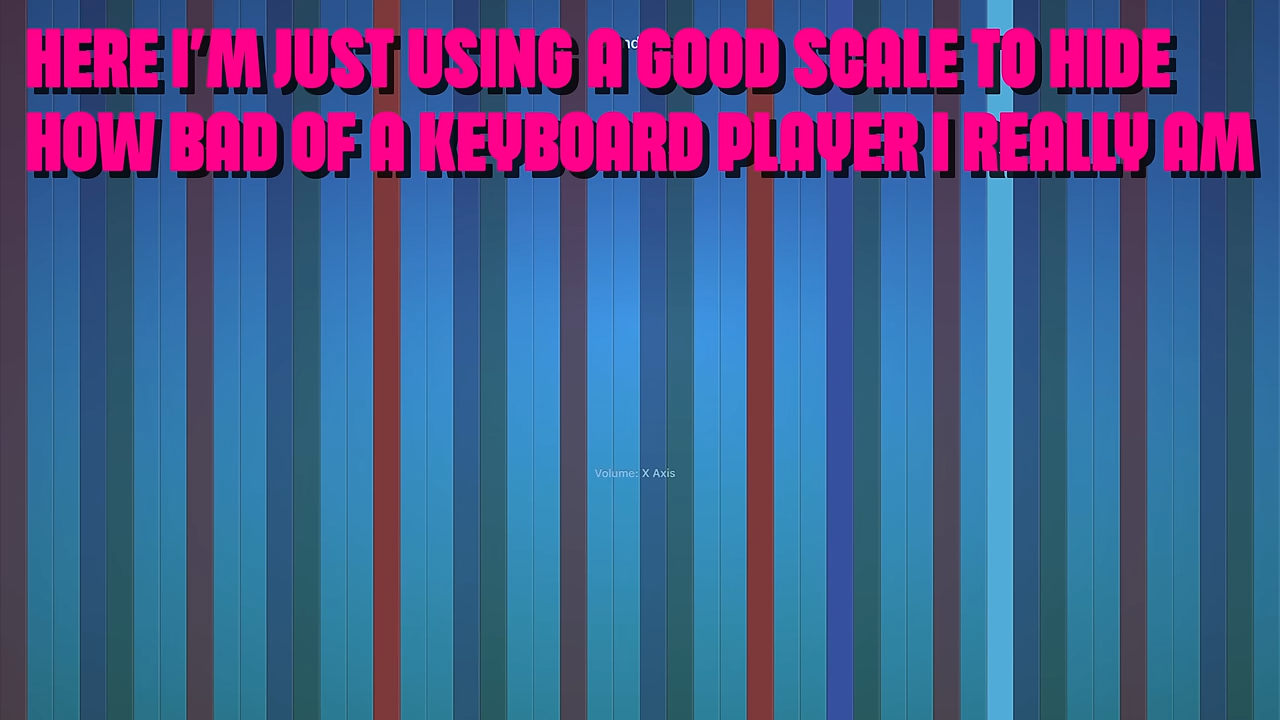 HERE I'M JUST USING A GOOD SCALE TO HIDE
HOW BAD OF A KEYBOARD PLAYER I REALLY AM
Volume: X Axis